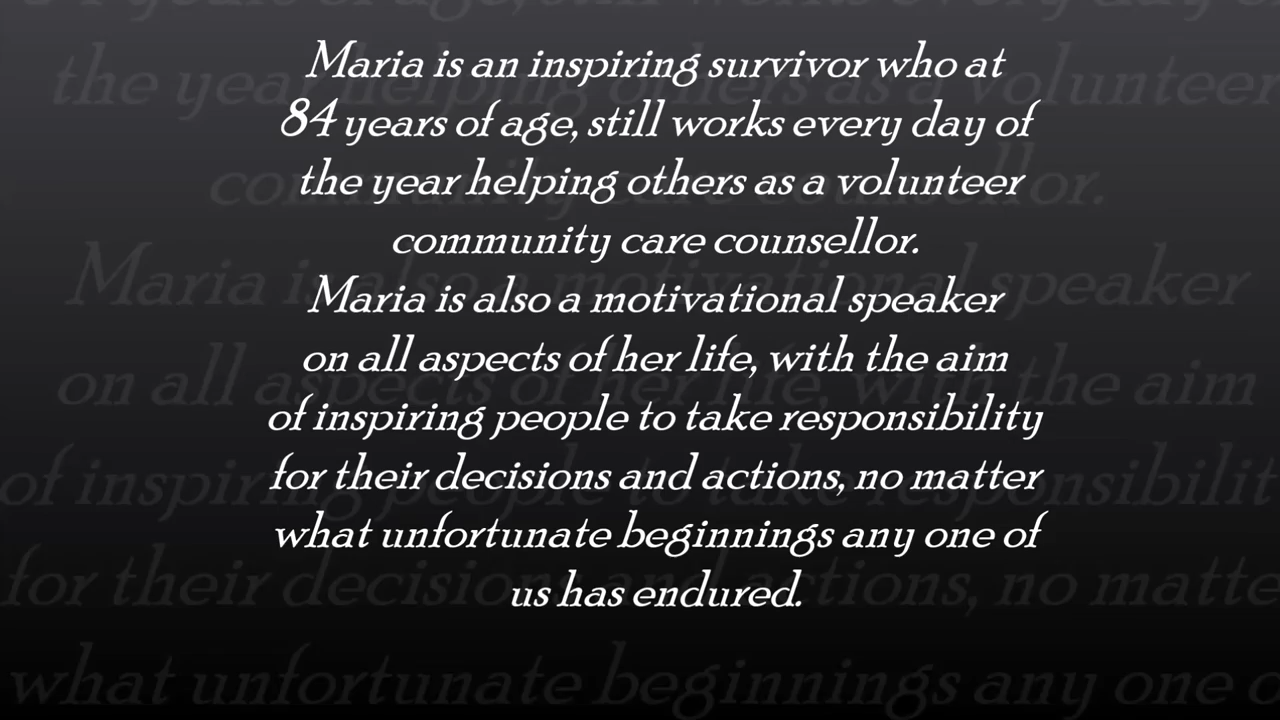 Maria is an inspiring survivor who at
84 years of age, still works every day of
the year helping others as a volunteer
community care counsellor.
Maria is also a motivational speaker
on all aspects of her life, with the aim
of inspiring people to take responsibility
for their decisions and actions, no matter
what unfortunate beginnings any one of
us has endured.